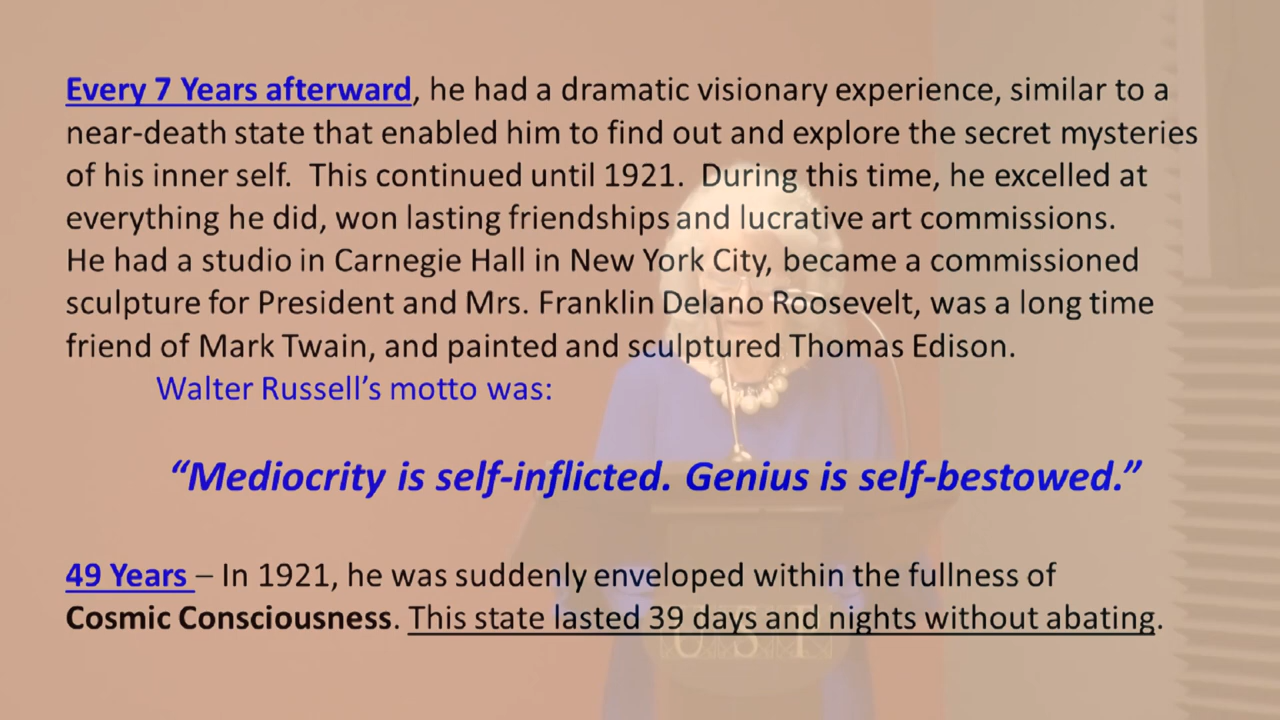 Every 7 Years afterward, he had a dramatic visionary experience, similar to a
near-death state that enabled him to find out and explore the secret mysteries
of his inner self.  This continued until 1921.  During this time, he excelled at
everything he did, won lasting friendships and lucrative art commissions.
He had a studio in Carnegie Hall in New York City, became a commissioned
sculpture for President and Mrs. Franklin Delano Roosevelt, was a long time
friend of Mark Twain, and painted and sculptured Thomas Edison.
Walter Russell’s motto was:
“Mediocrity is self-inflicted. Genius is self-bestowed.”
49 Years – In 1921, he was suddenly enveloped within the fullness of
Cosmic Consciousness. This state lasted 39 days and nights without abating.
UST